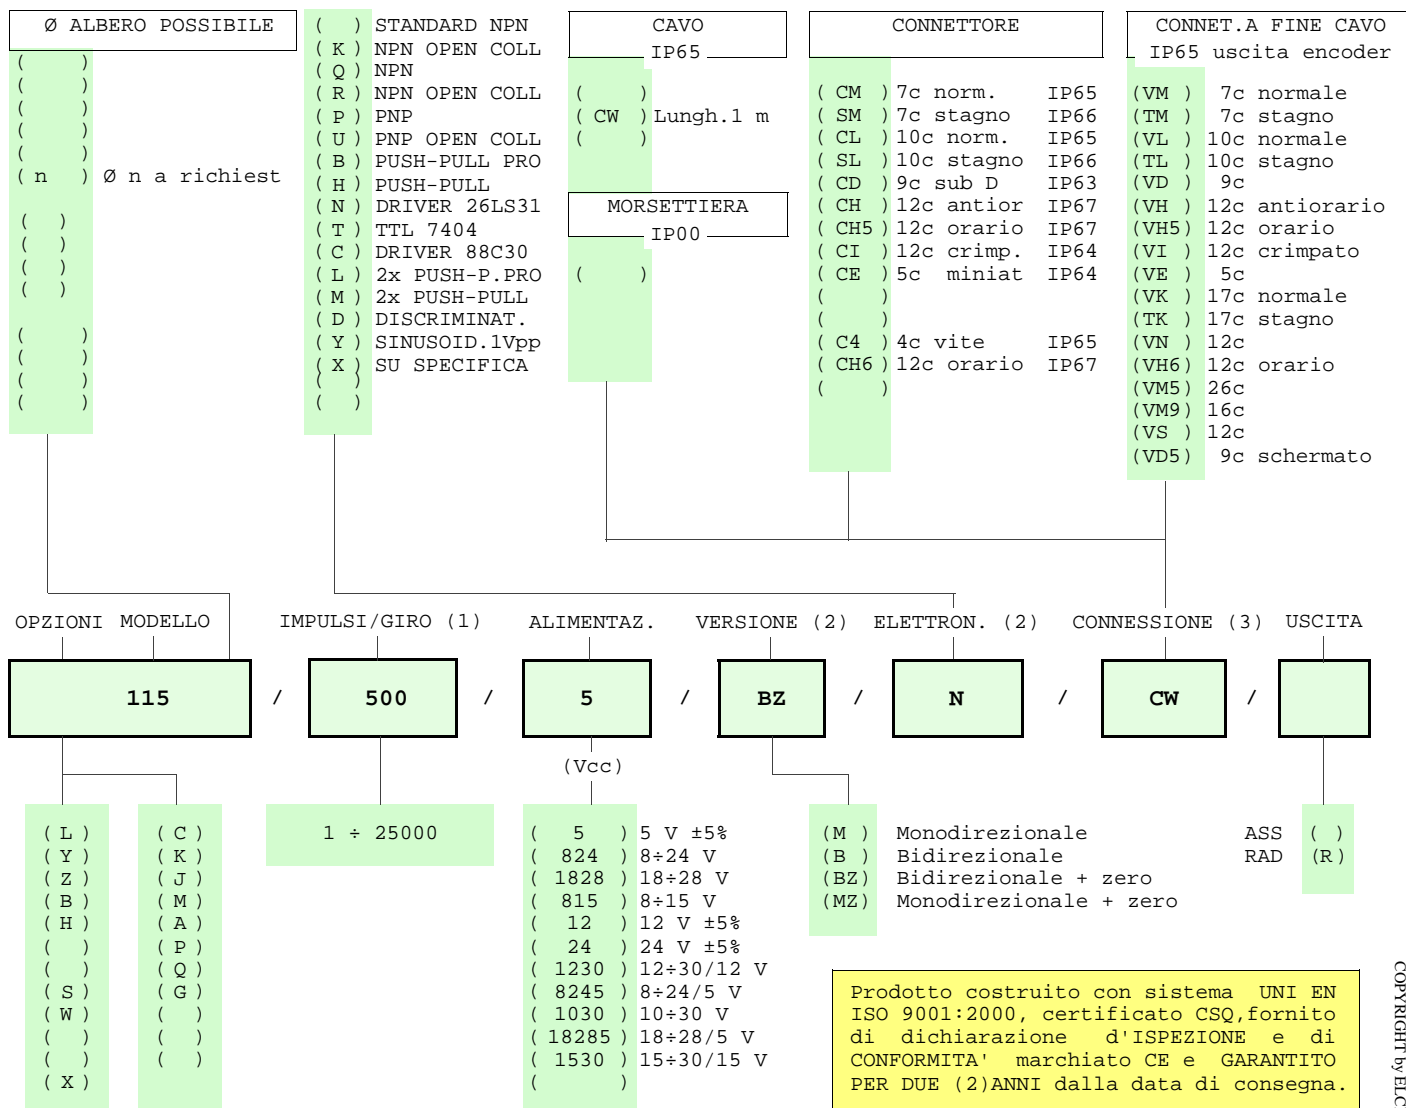 Ø ALBERO POSSIBILE
( )
( )
( )
( )
( )
( n ) Ø n a richiest
( )
( )
( )
( )
( )
( )
( )
( )
( ) STANDARD NPN
( K ) NPN OPEN COLL
( Q ) NPN
( R ) NPN OPEN COLL
( P ) PNP
( U ) PNP OPEN COLL
( B ) PUSH-PULL PRO
( H ) PUSH-PULL
( N ) DRIVER 26LS31
( T ) TTL 7404
( C ) DRIVER 88C30
( L ) 2x PUSH-P.PRO
( M ) 2x PUSH-PULL
( D ) DISCRIMINAT.
( Y ) SINUSOID.1Vpp
( X ) SU SPECIFICA
( )
( )
CAVO
IP65
( )
( CW ) Lungh.1 m
( )
MORSETTIERA
IP00
( )
CONNETTORE
( CM ) 7c norm. IP65
( SM ) 7c stagno IP66
( CL ) 10c norm. IP65
( SL ) 10c stagno IP66
( CD ) 9c sub D IP63
( CH ) 12c antior IP67
( CH5 ) 12c orario IP67
( CI ) 12c crimp. IP64
( CE ) 5c miniat IP64
( )
( )
( C4 ) 4c vite IP65
( CH6 ) 12c orario IP67
( )
CONNET.A FINE CAVO
IP65 uscita encoder
(VM ) 7c normale
(TM ) 7c stagno
(VL ) 10c normale
(TL ) 10c stagno
(VD ) 9c
(VH ) 12c antiorario
(VH5) 12c orario
(VI ) 12c crimpato
(VE ) 5c
(VK ) 17c normale
(TK ) 17c stagno
(VN ) 12c
(VH6) 12c orario
(VM5) 26c
(VM9) 16c
(VS ) 12c
(VD5) 9c schermato
OPZIONI MODELLO IMPULSI/GIRO (1) ALIMENTAZ. VERSIONE (2) ELETTRON. (2) CONNESSIONE (3) USCITA
115 / 500 / 5 / BZ / N / CW /
( L )
( Y )
( Z )
( B )
( H )
( )
( )
( S )
( W )
( )
( )
( X )
( C )
( K )
( J )
( M )
( A )
( P )
( Q )
( G )
( )
( )
( )
1 ÷ 25000
(Vcc)
( 5 ) 5 V ±5%
( 824 ) 8÷24 V
( 1828 ) 18÷28 V
( 815 ) 8÷15 V
( 12 ) 12 V ±5%
( 24 ) 24 V ±5%
( 1230 ) 12÷30/12 V
( 8245 ) 8÷24/5 V
( 1030 ) 10÷30 V
( 18285 ) 18÷28/5 V
( 1530 ) 15÷30/15 V
( )
(M ) Monodirezionale
(B ) Bidirezionale
(BZ) Bidirezionale + zero
(MZ) Monodirezionale + zero
ASS ( )
RAD (R)
Prodotto costruito con sistema UNI EN
ISO 9001:2000, certificato CSQ,fornito
di dichiarazione d'ISPEZIONE e di
CONFORMITA' marchiato CE e GARANTITO
PER DUE (2)ANNI dalla data di consegna.
COPYRIGHT by ELC